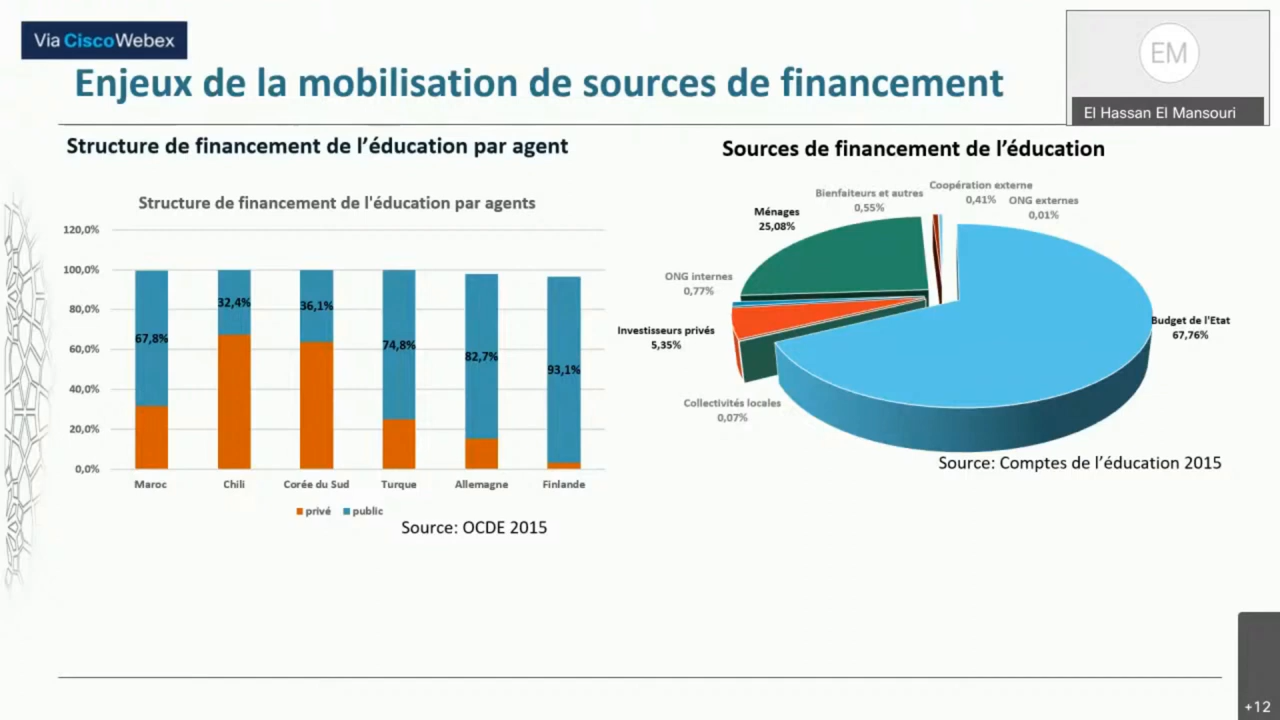 Via CiscoWebex
Enjeux de la mobilisation de sources de financement
EM
El Hassan El Mansouri
Structure de financement de l’éducation par agent
Structure de financement de l'éducation par agents
120,0%
100,0%
80,0%
60,0%
40,0%
20,0%
0,0%
67,8%
32,4%
36,1%
74,8%
82,7%
93,1%
Maroc
Chili
Corée du Sud
Turque
Allemagne
Finlande
privé
public
Source: OCDE 2015
Sources de financement de l’éducation
Coopération externe
0,41%
ONG externes
0,01%
Bienfaiteurs et autres
0,55%
Ménages
25,08%
ONG internes
0,77%
Investisseurs privés
5,35%
Collectivités locales
0,07%
Budget de l'Etat
67,76%
Source: Comptes de l’éducation 2015
+12